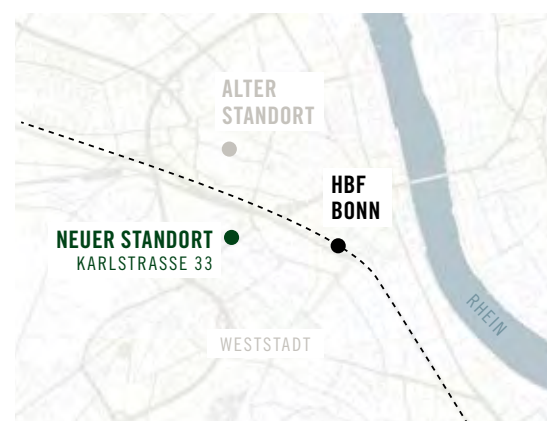 ALTER
STANDORT
HBF
BONN
NEUER STANDORT
KARLSTRASSE 33
RHEIN
WESTSTADT